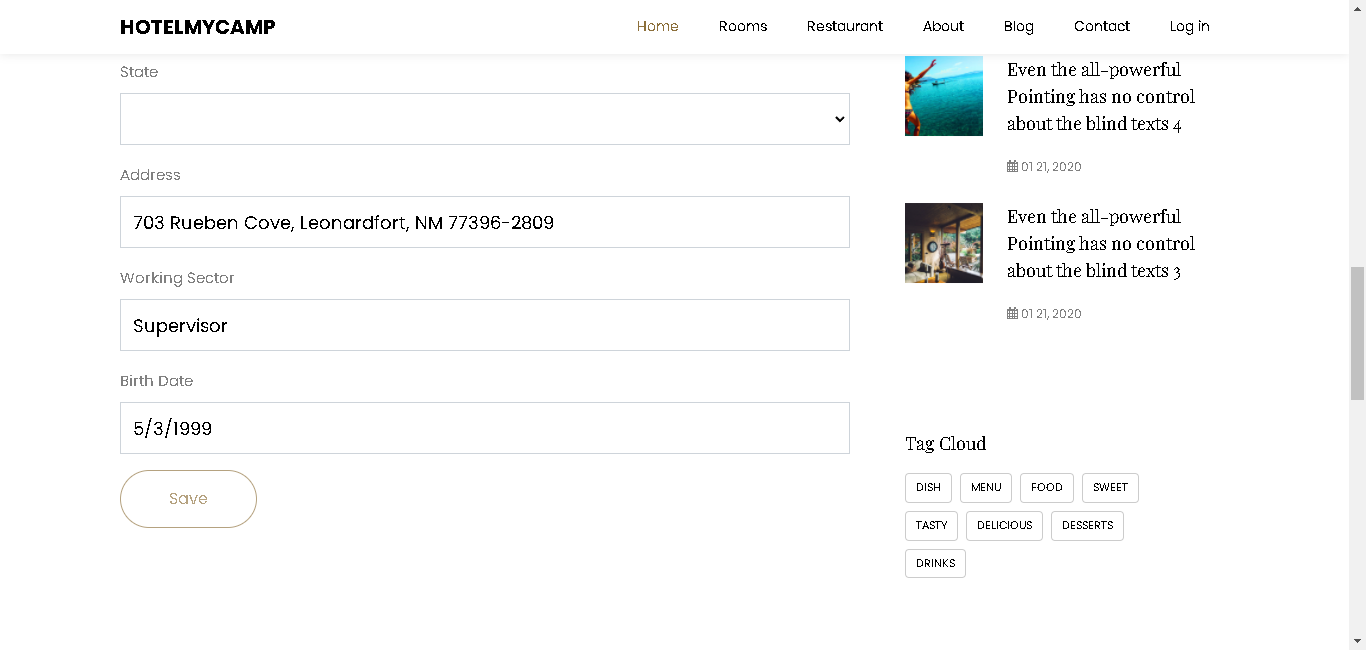 HOTELMYCAMP
Home Rooms Restaurant About Blog Contact Log in
State
Address
703 Rueben Cove, Leonardfort, NM 77396-2809
Working Sector
Supervisor
Birth Date
5/3/1999
Save
Even the all-powerful
Pointing has no control
about the blind texts 4
01 21, 2020
Even the all-powerful
Pointing has no control
about the blind texts 3
01 21, 2020
Tag Cloud
DISH MENU FOOD SWEET
TASTY DELICIOUS DESSERTS
DRINKS